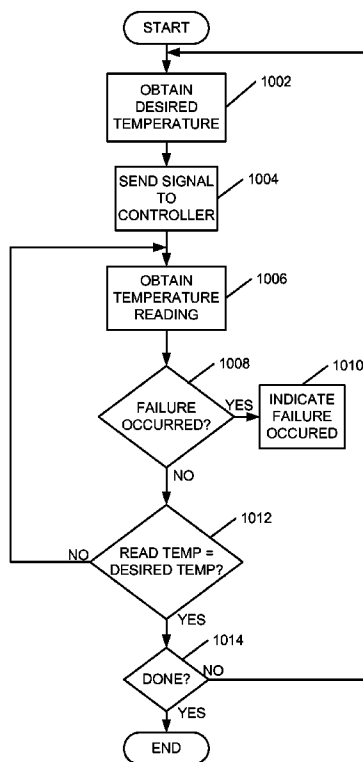 START
OBTAIN
DESIRED
TEMPERATURE
1002
SEND SIGNAL
TO
CONTROLLER
1004
OBTAIN
TEMPERATURE
READING
1006
FAILURE
OCCURRED?
1008
YES
INDICATE
FAILURE
OCCURED
1010
NO
READ TEMP =
DESIRED TEMP?
1012
NO
YES
DONE?
1014
NO
YES
END